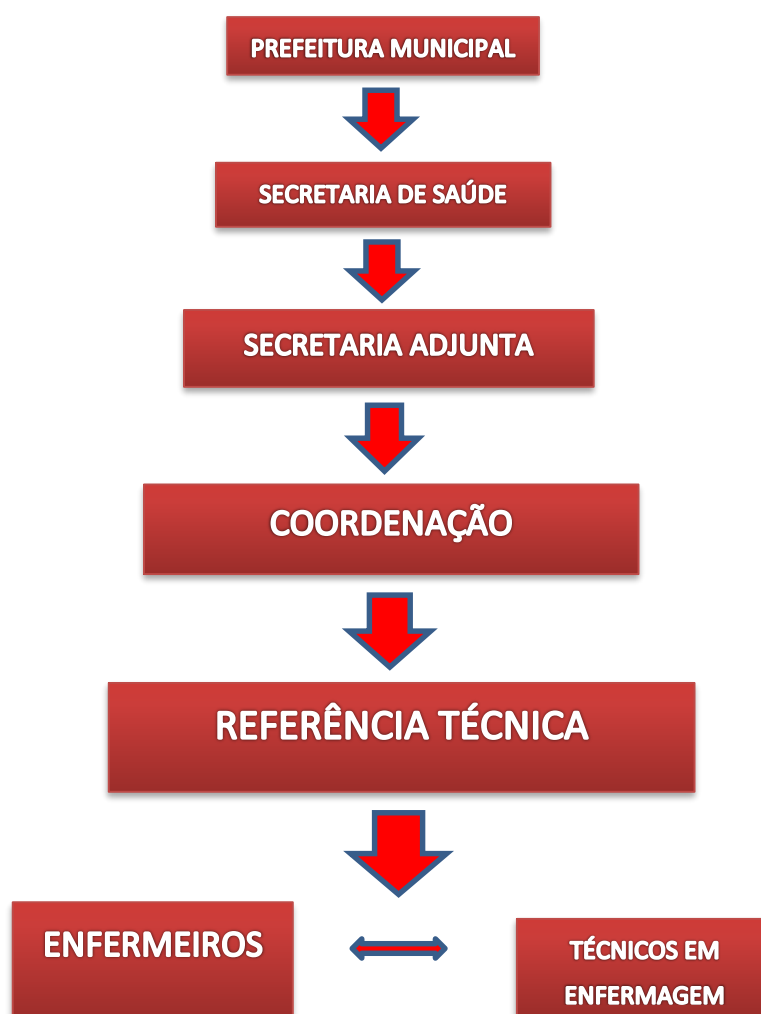 PREFEITURA MUNICIPAL
SECRETARIA DE SAÚDE
SECRETARIA ADJUNTA
COORDENAÇÃO
REFERÊNCIA TÉCNICA
ENFERMEIROS
TÉCNICOS EM
ENFERMAGEM